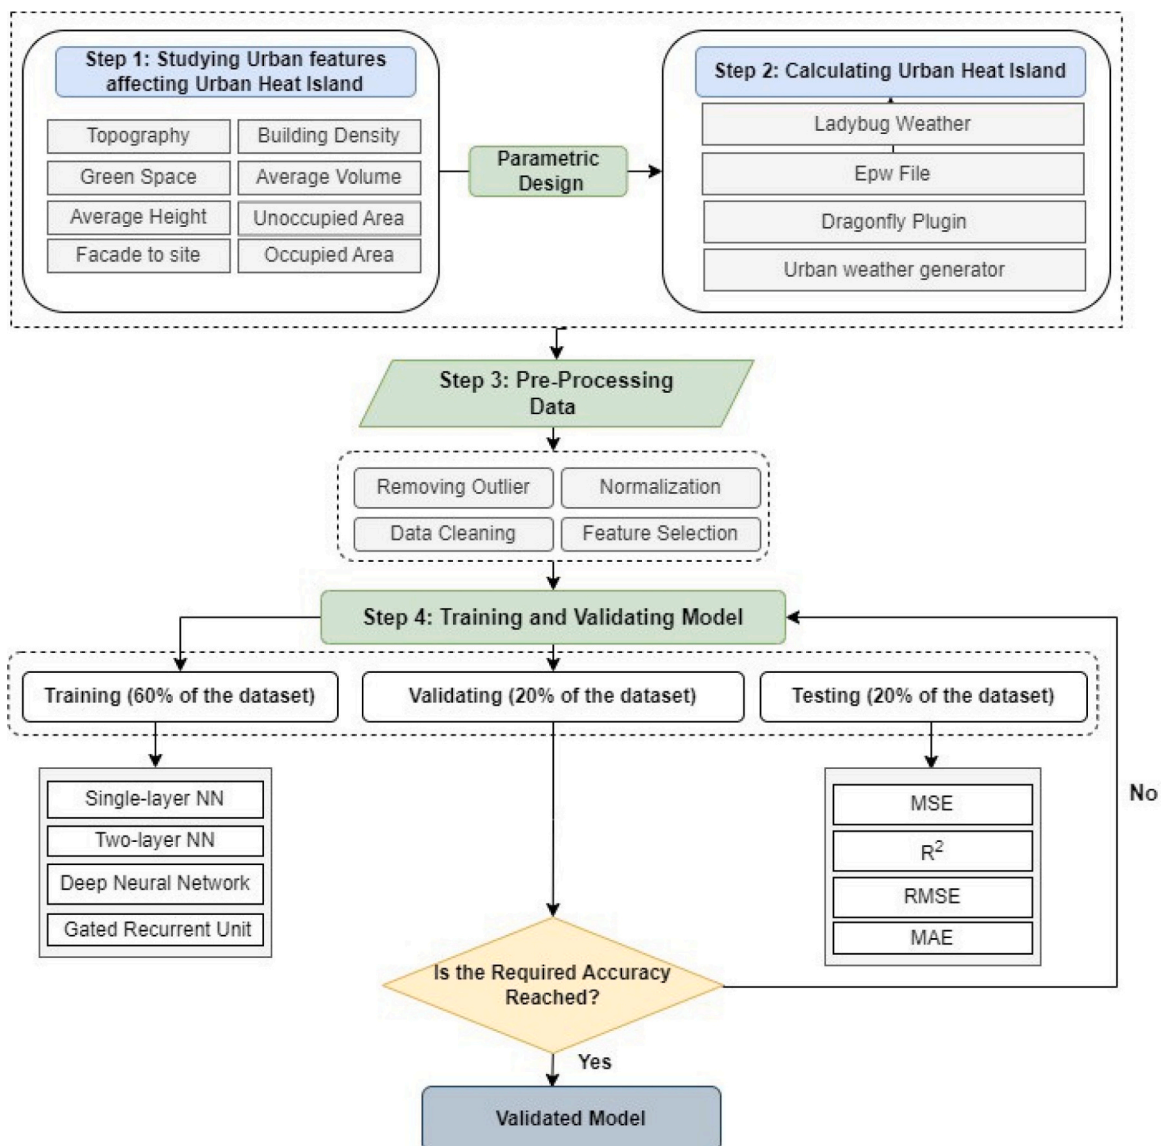 Step 1: Studying Urban features
affecting Urban Heat Island
Topography
Building Density
Green Space
Average Volume
Average Height
Unoccupied Area
Facade to site
Occupied Area
Parametric
Design
Step 2: Calculating Urban Heat Island
Ladybug Weather
Epw File
Dragonfly Plugin
Urban weather generator
Step 3: Pre-Processing
Data
Removing Outlier
Normalization
Data Cleaning
Feature Selection
Step 4: Training and Validating Model
Training (60% of the dataset)
Validating (20% of the dataset)
Testing (20% of the dataset)
Single-layer NN
Two-layer NN
Deep Neural Network
Gated Recurrent Unit
MSE
R²
RMSE
MAE
No
Is the Required Accuracy
Reached?
Yes
Validated Model